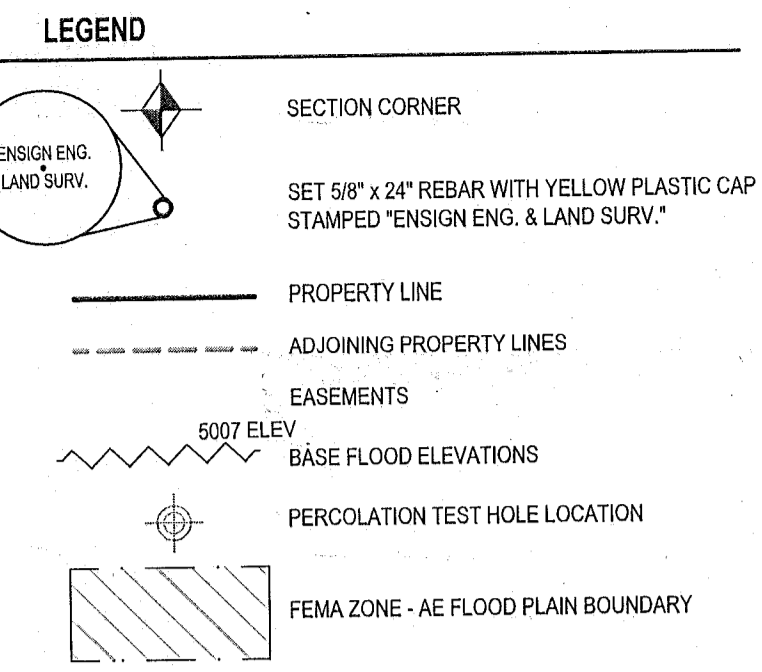 LEGEND
SECTION CORNER
ENSIGN ENG.
LAND SURV.
SET 5/8" x 24" REBAR WITH YELLOW PLASTIC CAP
STAMPED "ENSIGN ENG. & LAND SURV."
PROPERTY LINE
ADJOINING PROPERTY LINES
EASEMENTS
5007 ELEV
BASE FLOOD ELEVATIONS
PERCOLATION TEST HOLE LOCATION
FEMA ZONE - AE FLOOD PLAIN BOUNDARY